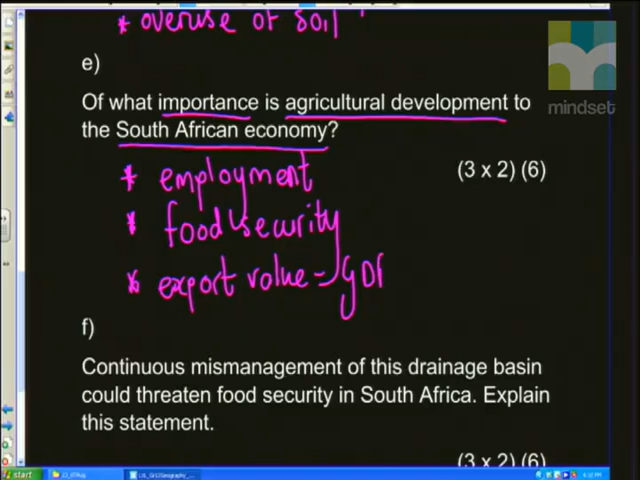 * overuse of soil
mindset
e)
Of what importance is agricultural development to
the South African economy?
(3 x 2) (6)
* employment
* food security
* export value - GDP
f)
Continuous mismanagement of this drainage basin
could threaten food security in South Africa. Explain
this statement.
(3 x 2) (6)
start